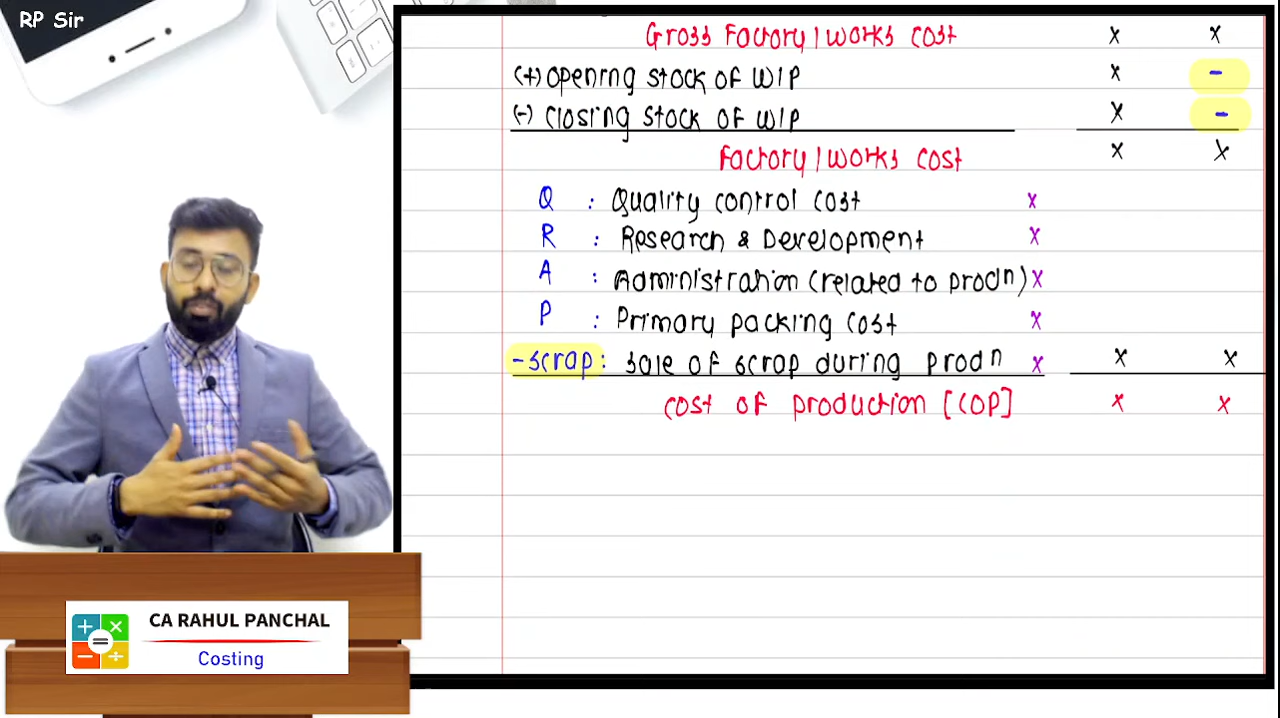 RP Sir
Gross Factory/Works cost x x
(+) Opening stock of WIP x -
(-) closing stock of WIP x -
Factory/Works cost x x
Q : Quality control cost x
R : Research & Development x
A : Administration (related to prodn) x
P : Primary packing cost x
- Scrap : Sale of scrap during Prodn x x x
cost of production [COP] x x
CA RAHUL PANCHAL
Costing